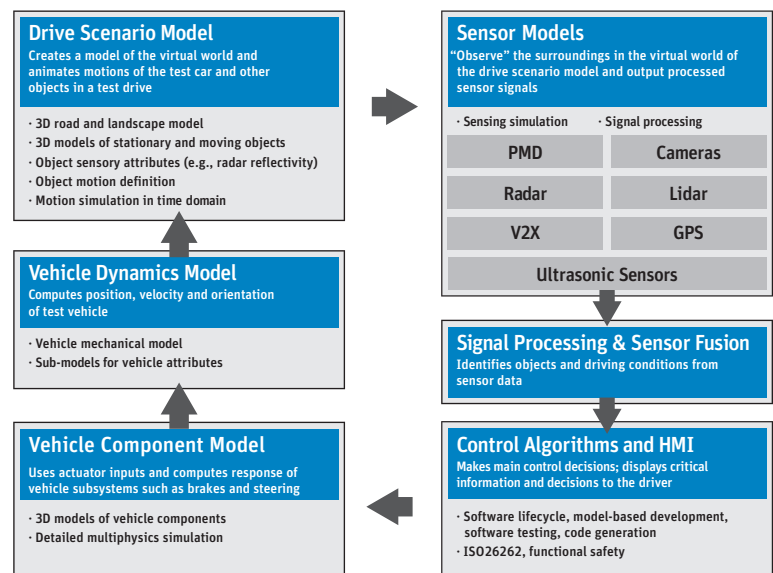 Drive Scenario Model
Creates a model of the virtual world and
animates motions of the test car and other
objects in a test drive
· 3D road and landscape model
· 3D models of stationary and moving objects
· Object sensory attributes (e.g., radar reflectivity)
· Object motion definition
· Motion simulation in time domain
Sensor Models
“Observe” the surroundings in the virtual world of
the drive scenario model and output processed
sensor signals
· Sensing simulation · Signal processing
PMD Cameras
Radar Lidar
V2X GPS
Ultrasonic Sensors
Signal Processing & Sensor Fusion
Identifies objects and driving conditions from
sensor data
Control Algorithms and HMI
Makes main control decisions; displays critical
information and decisions to the driver
· Software lifecycle, model-based development,
software testing, code generation
· ISO26262, functional safety
Vehicle Component Model
Uses actuator inputs and computes response of
vehicle subsystems such as brakes and steering
· 3D models of vehicle components
· Detailed multiphysics simulation
Vehicle Dynamics Model
Computes position, velocity and orientation
of test vehicle
· Vehicle mechanical model
· Sub-models for vehicle attributes